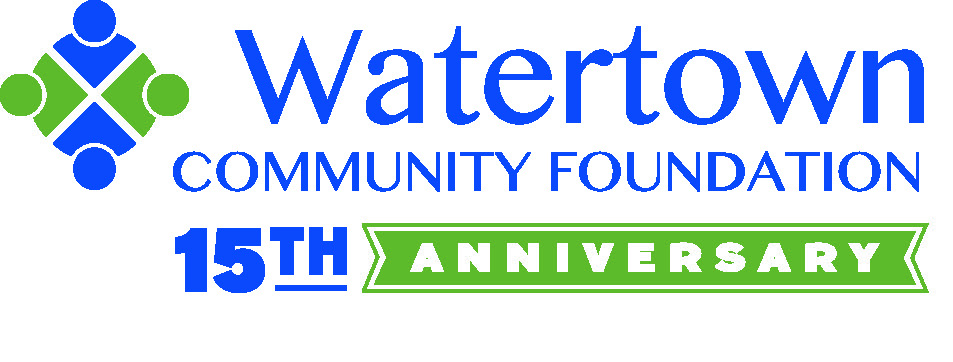 Watertown
COMMUNITY FOUNDATION
15TH ANNIVERSARY